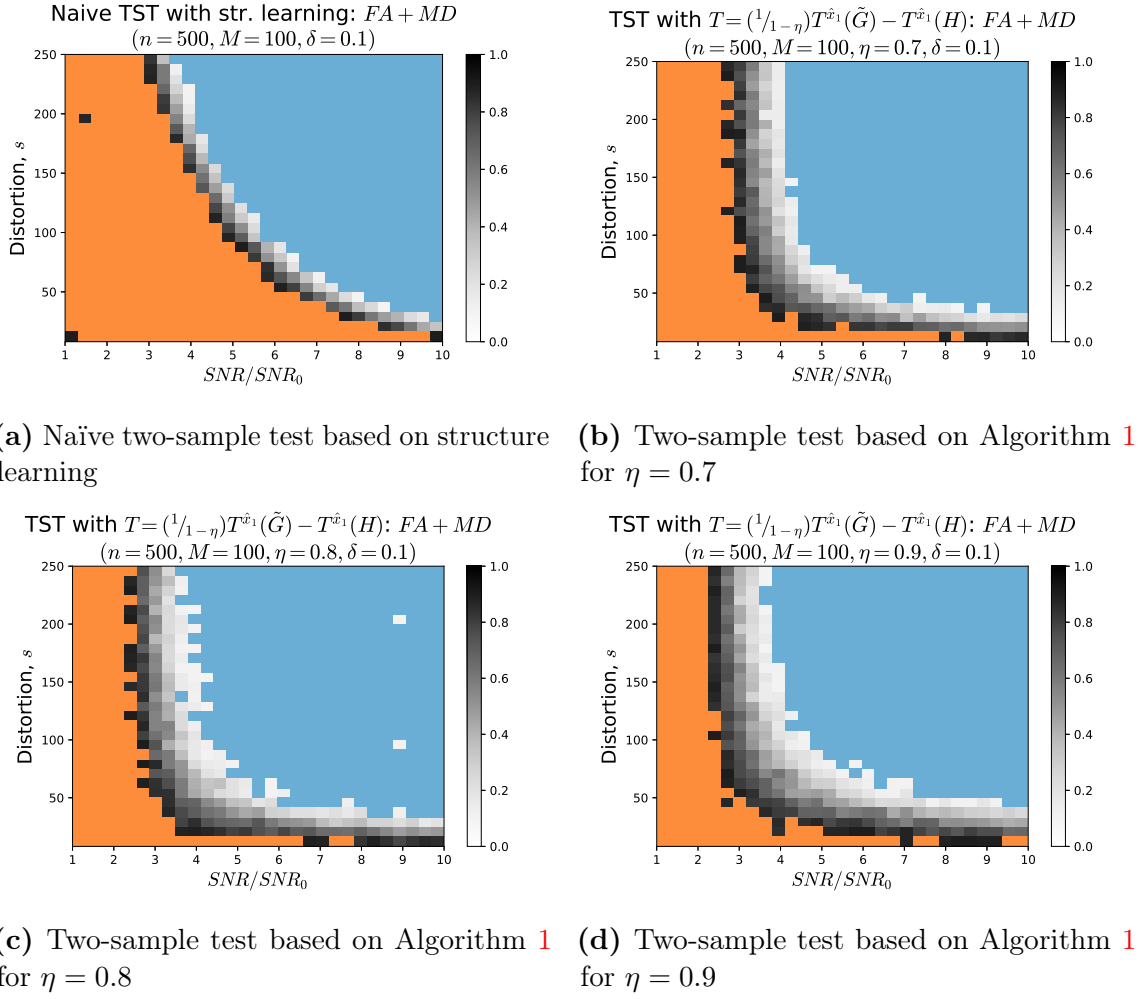 Naive TST with str. learning: FA + MD
(n = 500, M = 100, δ = 0.1)
250
200
150
100
50
Distortion, s
1 2 3 4 5 6 7 8 9 10
SNR/SNR₀
1.0
0.8
0.6
0.4
0.2
0.0
TST with T = (¹/₁₋η)T^x̂₁(G̃) − T^x̂₁(H): FA + MD
(n = 500, M = 100, η = 0.7, δ = 0.1)
250
200
150
100
50
Distortion, s
1 2 3 4 5 6 7 8 9 10
SNR/SNR₀
1.0
0.8
0.6
0.4
0.2
0.0
(a) Naïve two-sample test based on structure
learning
(b) Two-sample test based on Algorithm 1
for η = 0.7
TST with T = (¹/₁₋η)T^x̂₁(G̃) − T^x̂₁(H): FA + MD
(n = 500, M = 100, η = 0.8, δ = 0.1)
250
200
150
100
50
Distortion, s
1 2 3 4 5 6 7 8 9 10
SNR/SNR₀
1.0
0.8
0.6
0.4
0.2
0.0
TST with T = (¹/₁₋η)T^x̂₁(G̃) − T^x̂₁(H): FA + MD
(n = 500, M = 100, η = 0.9, δ = 0.1)
250
200
150
100
50
Distortion, s
1 2 3 4 5 6 7 8 9 10
SNR/SNR₀
1.0
0.8
0.6
0.4
0.2
0.0
(c) Two-sample test based on Algorithm 1
for η = 0.8
(d) Two-sample test based on Algorithm 1
for η = 0.9